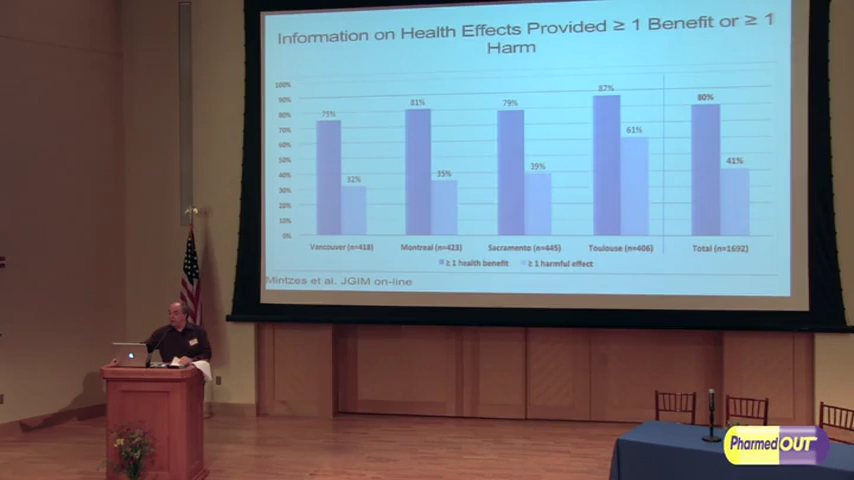 Information on Health Effects Provided ≥ 1 Benefit or ≥ 1
Harm
100%
90%
80%
70%
60%
50%
40%
30%
20%
10%
0%
75%
32%
81%
35%
79%
39%
87%
61%
80%
41%
Vancouver (n=418)
Montreal (n=423)
Sacramento (n=445)
Toulouse (n=406)
Total (n=1692)
≥ 1 health benefit
≥ 1 harmful effect
Mintzes et al. JGIM on-line
PharmedOUT